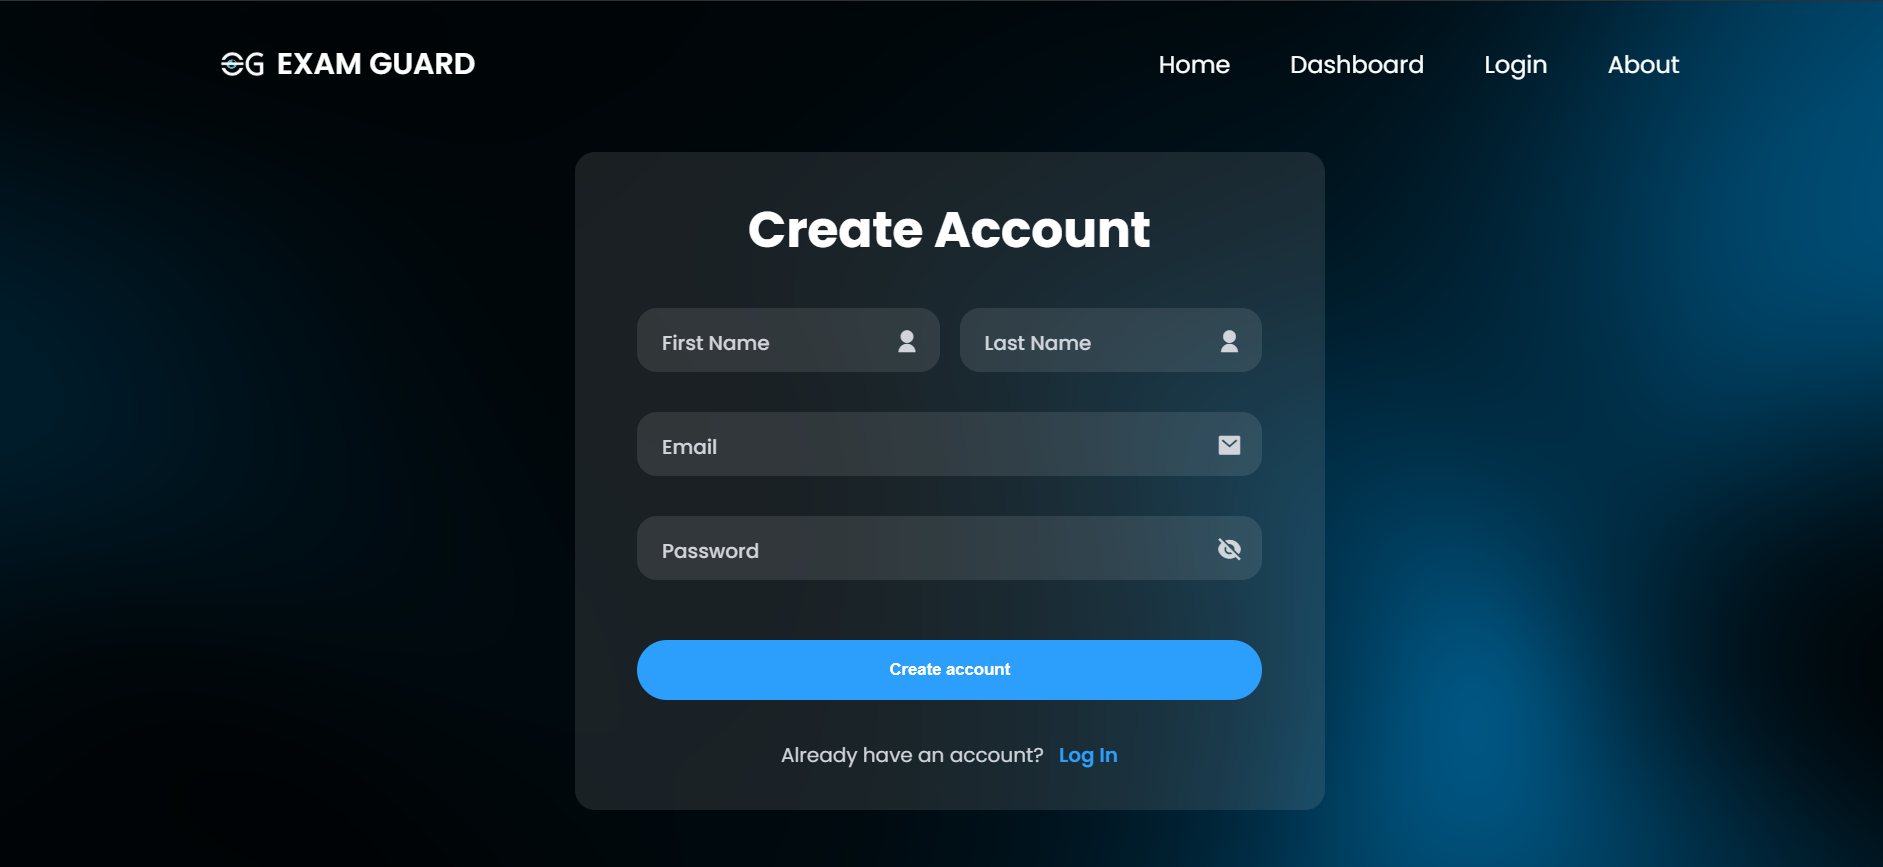 EG EXAM GUARD
Home Dashboard Login About
Create Account
First Name Last Name
Email
Password
Create account
Already have an account? Log In